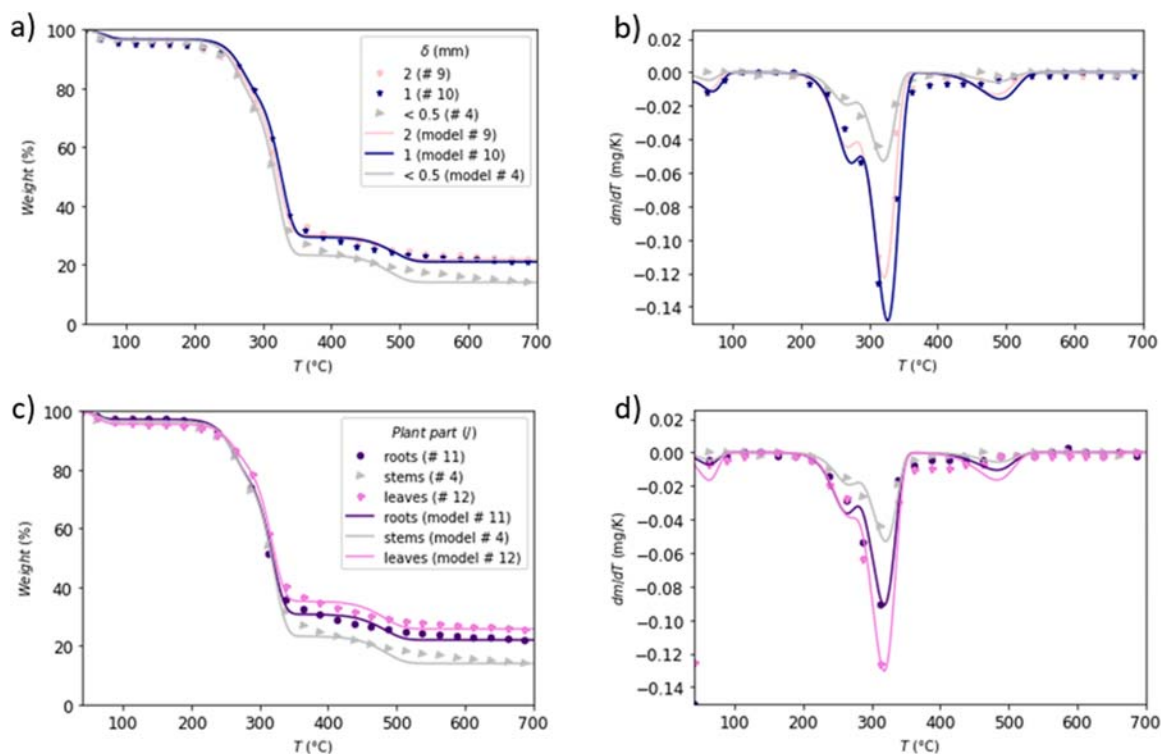 a)
100
80
60
40
20
0
Weight (%)
δ (mm)
2 (# 9)
1 (# 10)
< 0.5 (# 4)
2 (model # 9)
1 (model # 10)
< 0.5 (model # 4)
100 200 300 400 500 600 700
T (°C)
b)
0.02
0.00
−0.02
−0.04
−0.06
−0.08
−0.10
−0.12
−0.14
dm/dT (mg/K)
100 200 300 400 500 600 700
T (°C)
c)
100
80
60
40
20
0
Weight (%)
Plant part (/)
roots (# 11)
stems (# 4)
leaves (# 12)
roots (model # 11)
stems (model # 4)
leaves (model # 12)
100 200 300 400 500 600 700
T (°C)
d)
0.02
0.00
−0.02
−0.04
−0.06
−0.08
−0.10
−0.12
−0.14
dm/dT (mg/K)
100 200 300 400 500 600 700
T (°C)